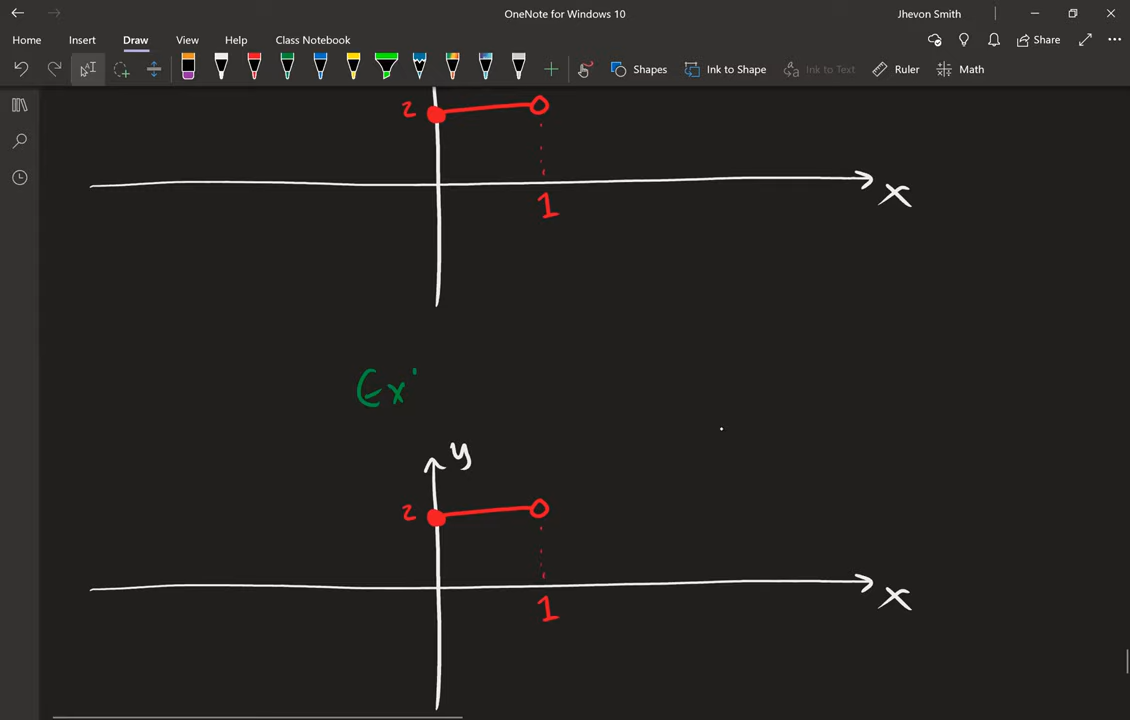 OneNote for Windows 10
Jhevon Smith
Home Insert Draw View Help Class Notebook
Share
Shapes Ink to Shape Ink to Text Ruler Math
2
1
x
Ex'
y
2
x
1